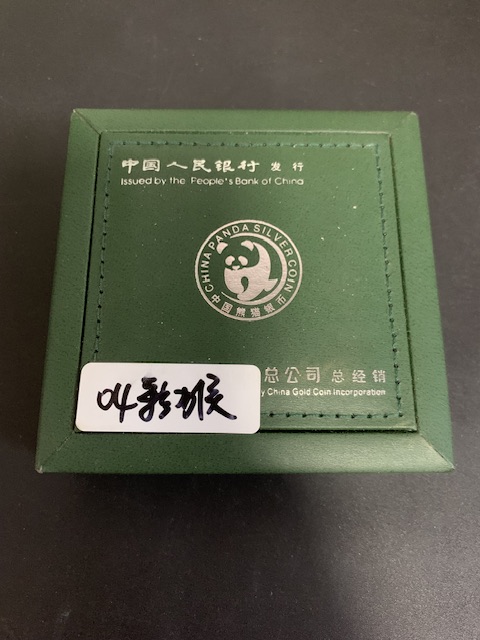 中国人民银行 发行
Issued by the People's Bank of China
CHINA PANDA SILVER COIN
中国熊猫银币
总公司 总经销
y China Gold Coin Incorporation
04彩猴